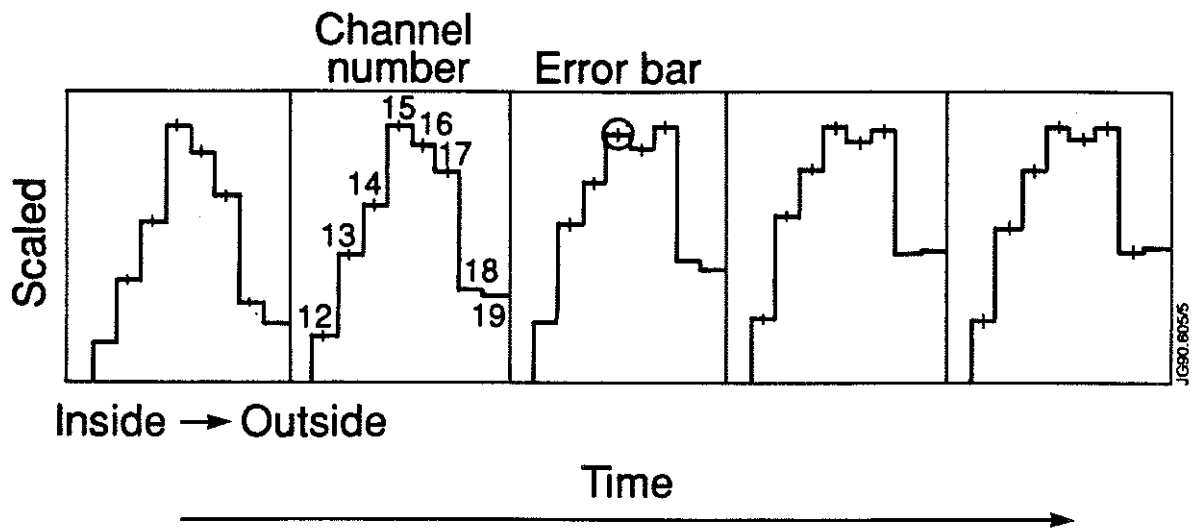 Channel
number
Error bar
Scaled
12
13
14
15
16
17
18
19
Inside → Outside
Time
JG90.605/5